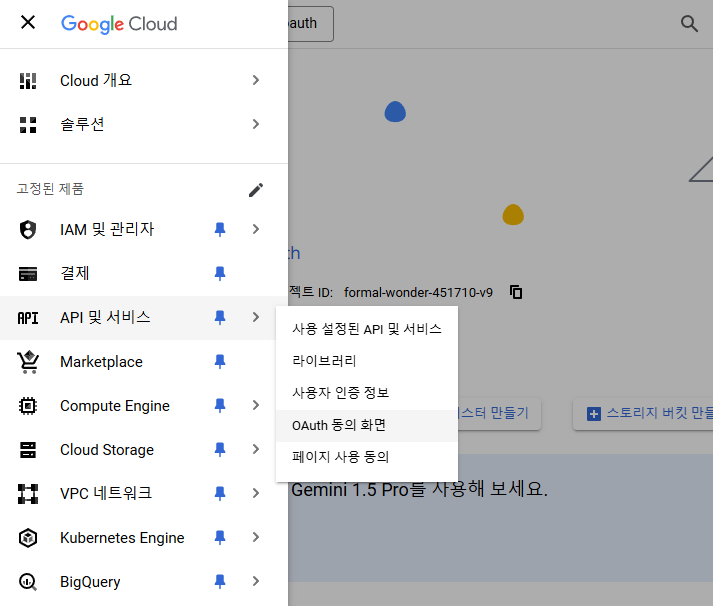 Google Cloud
oauth
Cloud 개요
솔루션
고정된 제품
IAM 및 관리자
결제
젝트 ID: formal-wonder-451710-v9
API
API 및 서비스
사용 설정된 API 및 서비스
라이브러리
사용자 인증 정보
OAuth 동의 화면
페이지 사용 동의
Marketplace
Compute Engine
스터 만들기
스토리지 버킷 만들
Cloud Storage
VPC 네트워크
Gemini 1.5 Pro를 사용해 보세요.
Kubernetes Engine
BigQuery